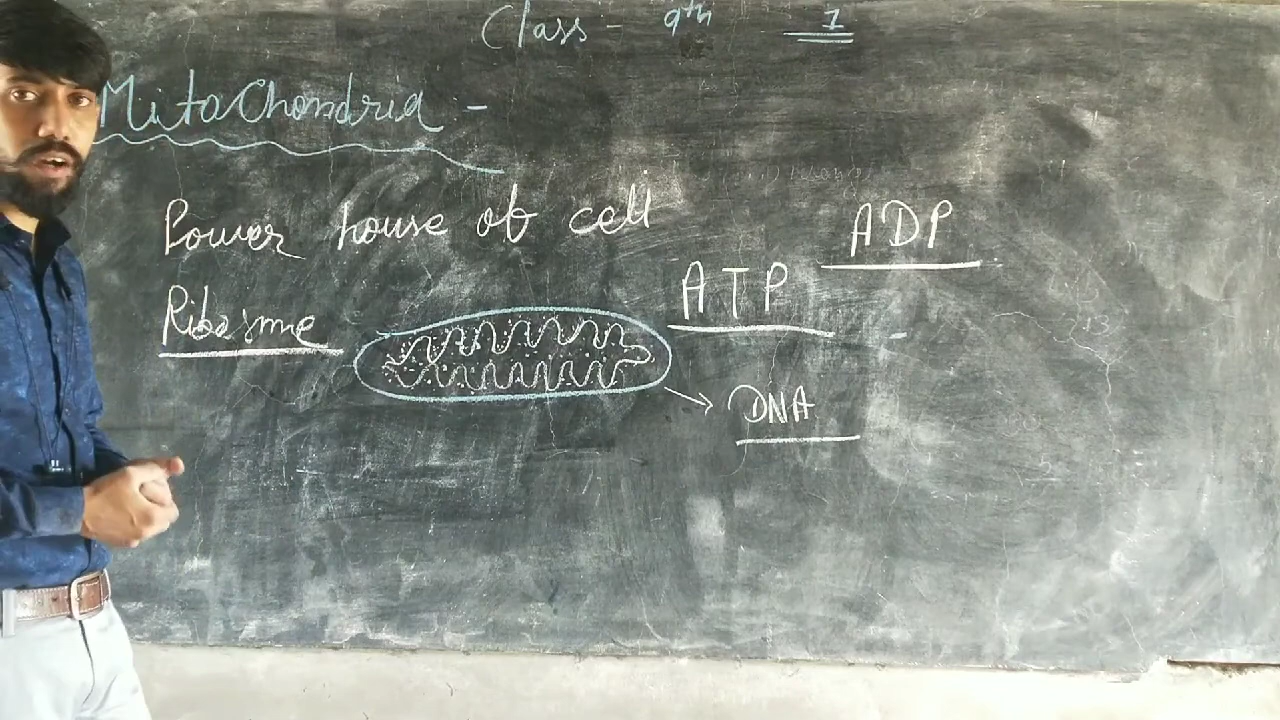 Class - 9th 1
MitoChondria -
Power house of cell
ADP
ATP
Ribosme
DNA